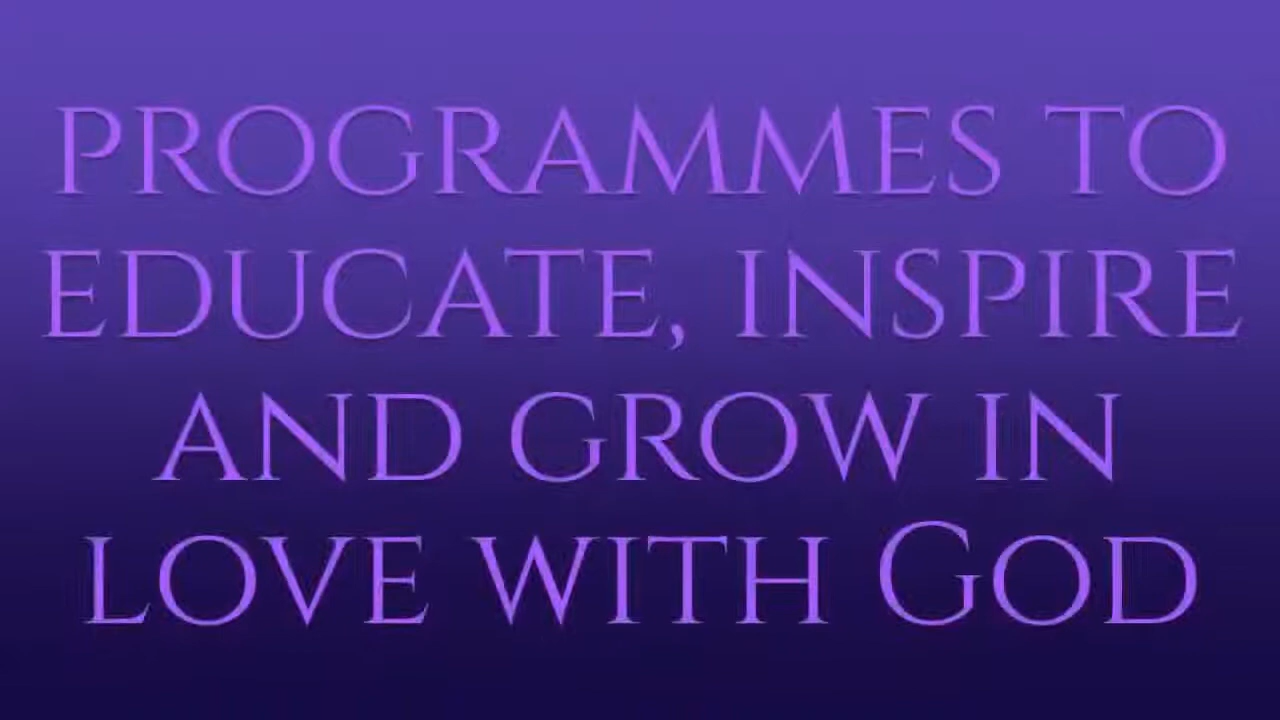 PROGRAMMES TO
EDUCATE, INSPIRE
AND GROW IN
LOVE WITH GOD